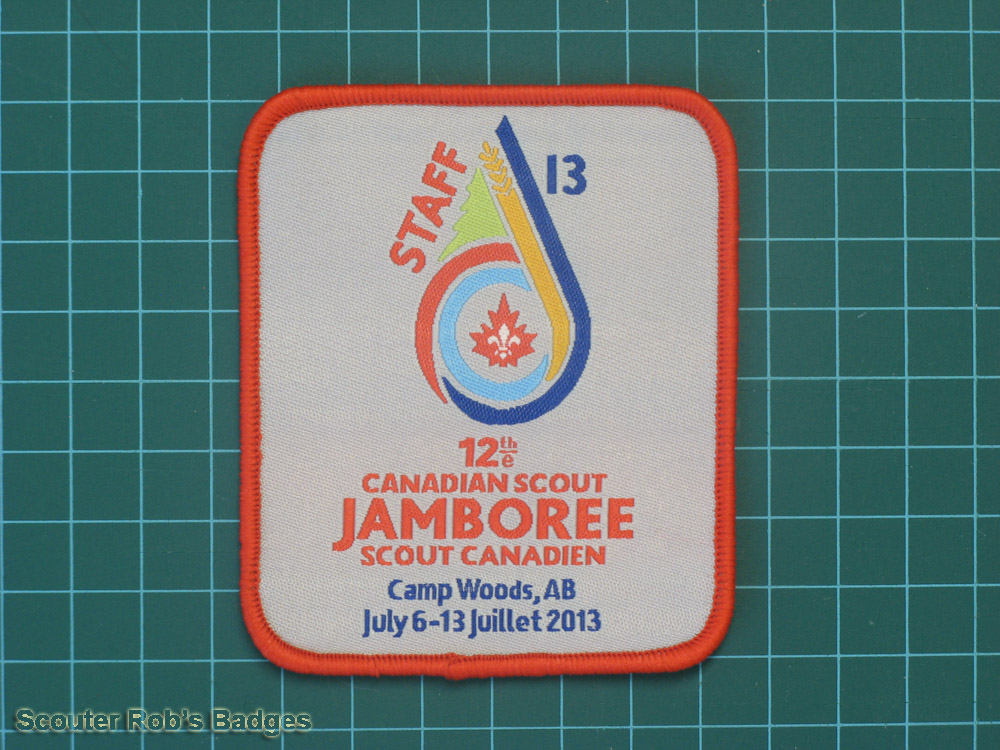 STAFF
13
12th/e
CANADIAN SCOUT
JAMBOREE
SCOUT CANADIEN
Camp Woods, AB
July 6-13 Juillet 2013
Scouter Rob's Badges